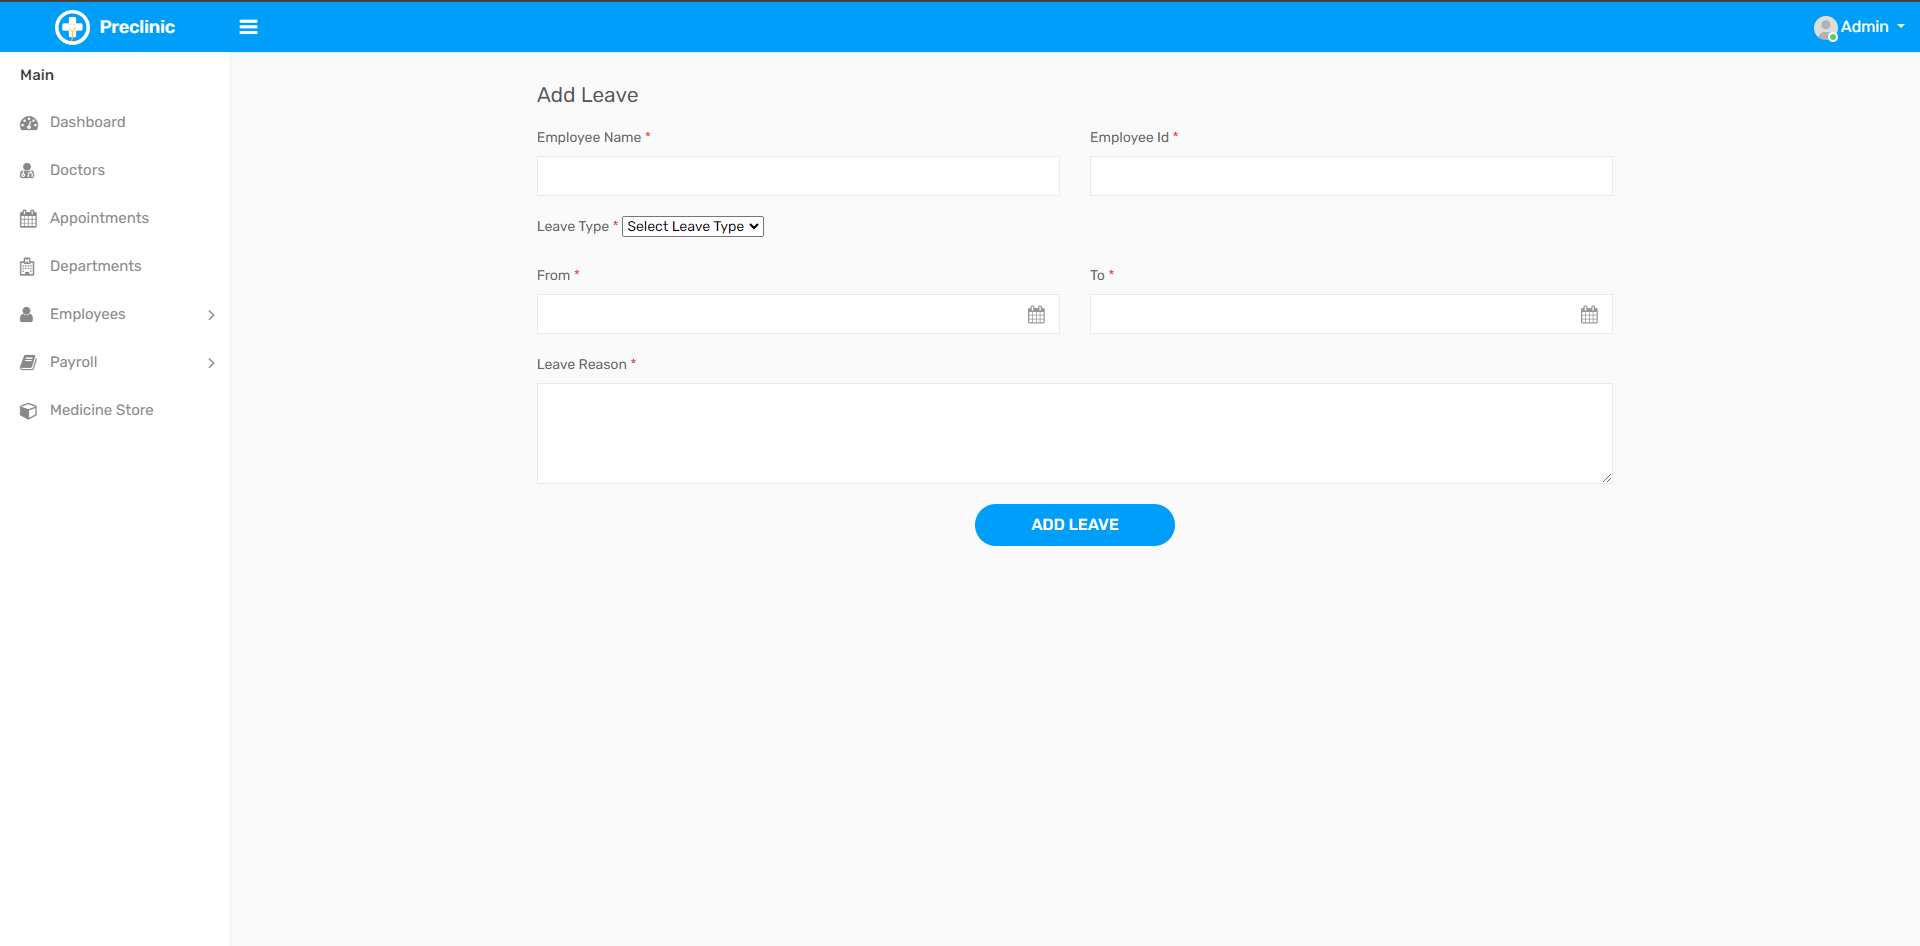 Preclinic
Admin
Main
Dashboard
Doctors
Appointments
Departments
Employees
Payroll
Medicine Store
Add Leave
Employee Name *
Employee Id *
Leave Type * Select Leave Type
From *
To *
Leave Reason *
ADD LEAVE